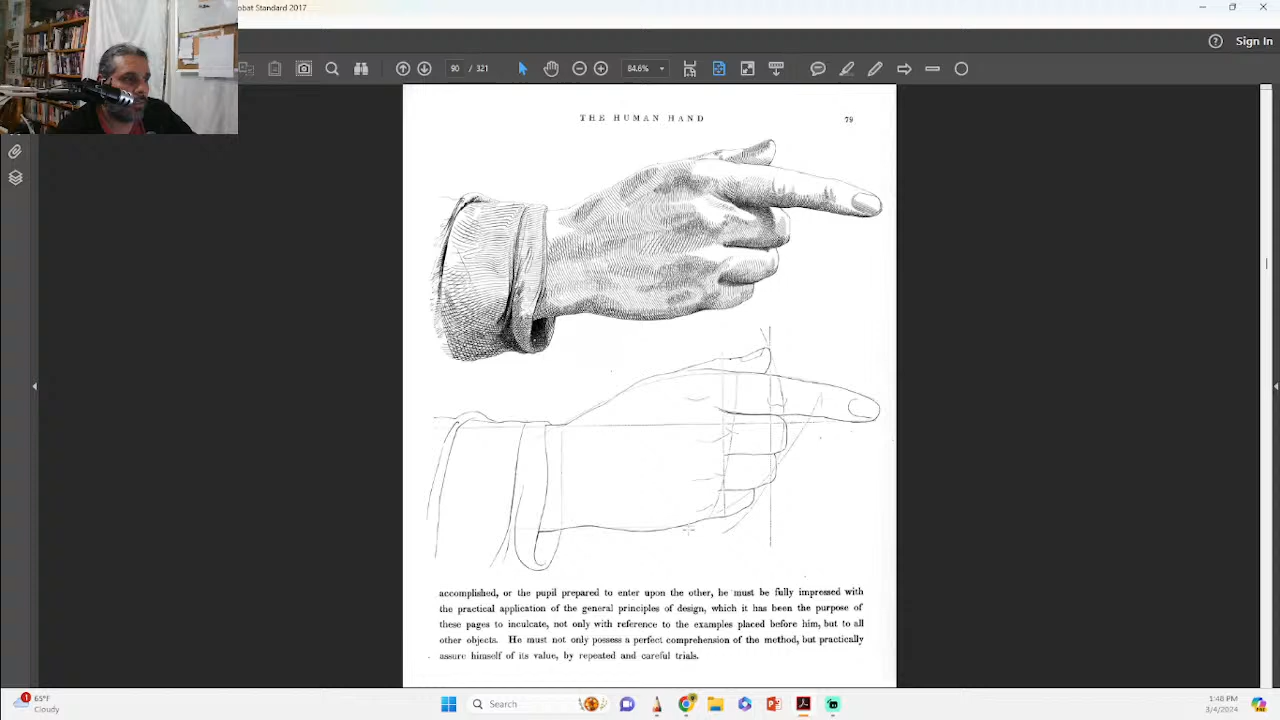 obat Standard 2017
Sign In
90 / 321
84.6%
THE HUMAN HAND
79
accomplished, or the pupil prepared to enter upon the other, he must be fully impressed with
the practical application of the general principles of design, which it has been the purpose of
these pages to inculcate, not only with reference to the examples placed before him, but to all
other objects. He must not only possess a perfect comprehension of the method, but practically
assure himself of its value, by repeated and careful trials.
1
65°F
Cloudy
Search
1:48 PM
3/4/2024